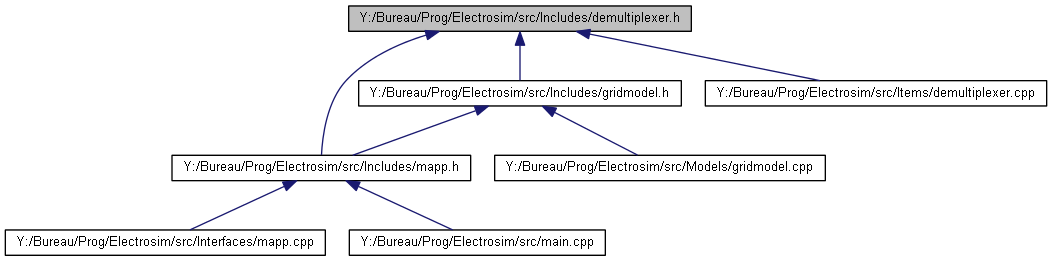 Y:/Bureau/Prog/Electrosim/src/Includes/demultiplexer.h
Y:/Bureau/Prog/Electrosim/src/Includes/gridmodel.h
Y:/Bureau/Prog/Electrosim/src/Items/demultiplexer.cpp
Y:/Bureau/Prog/Electrosim/src/Includes/mapp.h
Y:/Bureau/Prog/Electrosim/src/Models/gridmodel.cpp
Y:/Bureau/Prog/Electrosim/src/Interfaces/mapp.cpp
Y:/Bureau/Prog/Electrosim/src/main.cpp